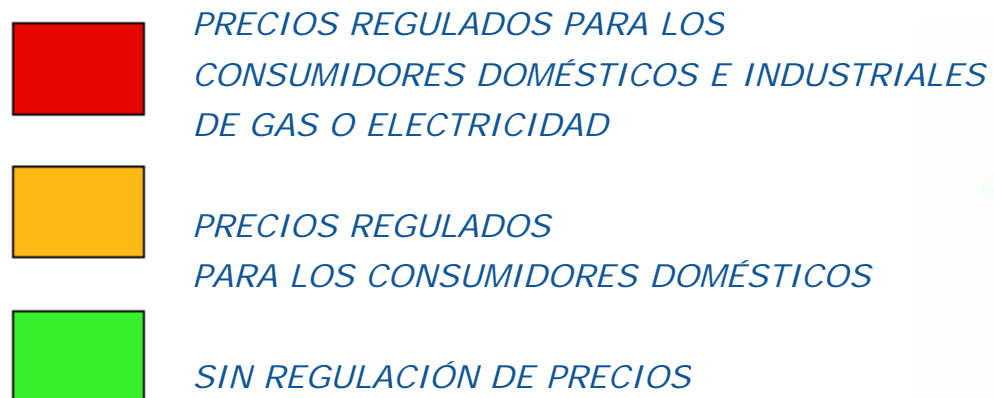 PRECIOS REGULADOS PARA LOS
CONSUMIDORES DOMÉSTICOS E INDUSTRIALES
DE GAS O ELECTRICIDAD
PRECIOS REGULADOS
PARA LOS CONSUMIDORES DOMÉSTICOS
SIN REGULACIÓN DE PRECIOS